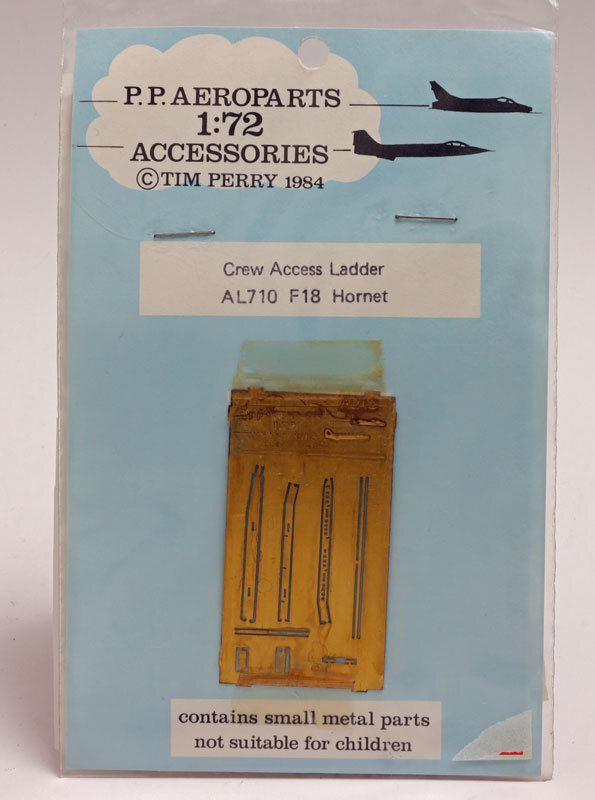 P.P. AEROPARTS
1:72
ACCESSORIES
© TIM PERRY 1984
Crew Access Ladder
AL710 F18 Hornet
contains small metal parts
not suitable for children